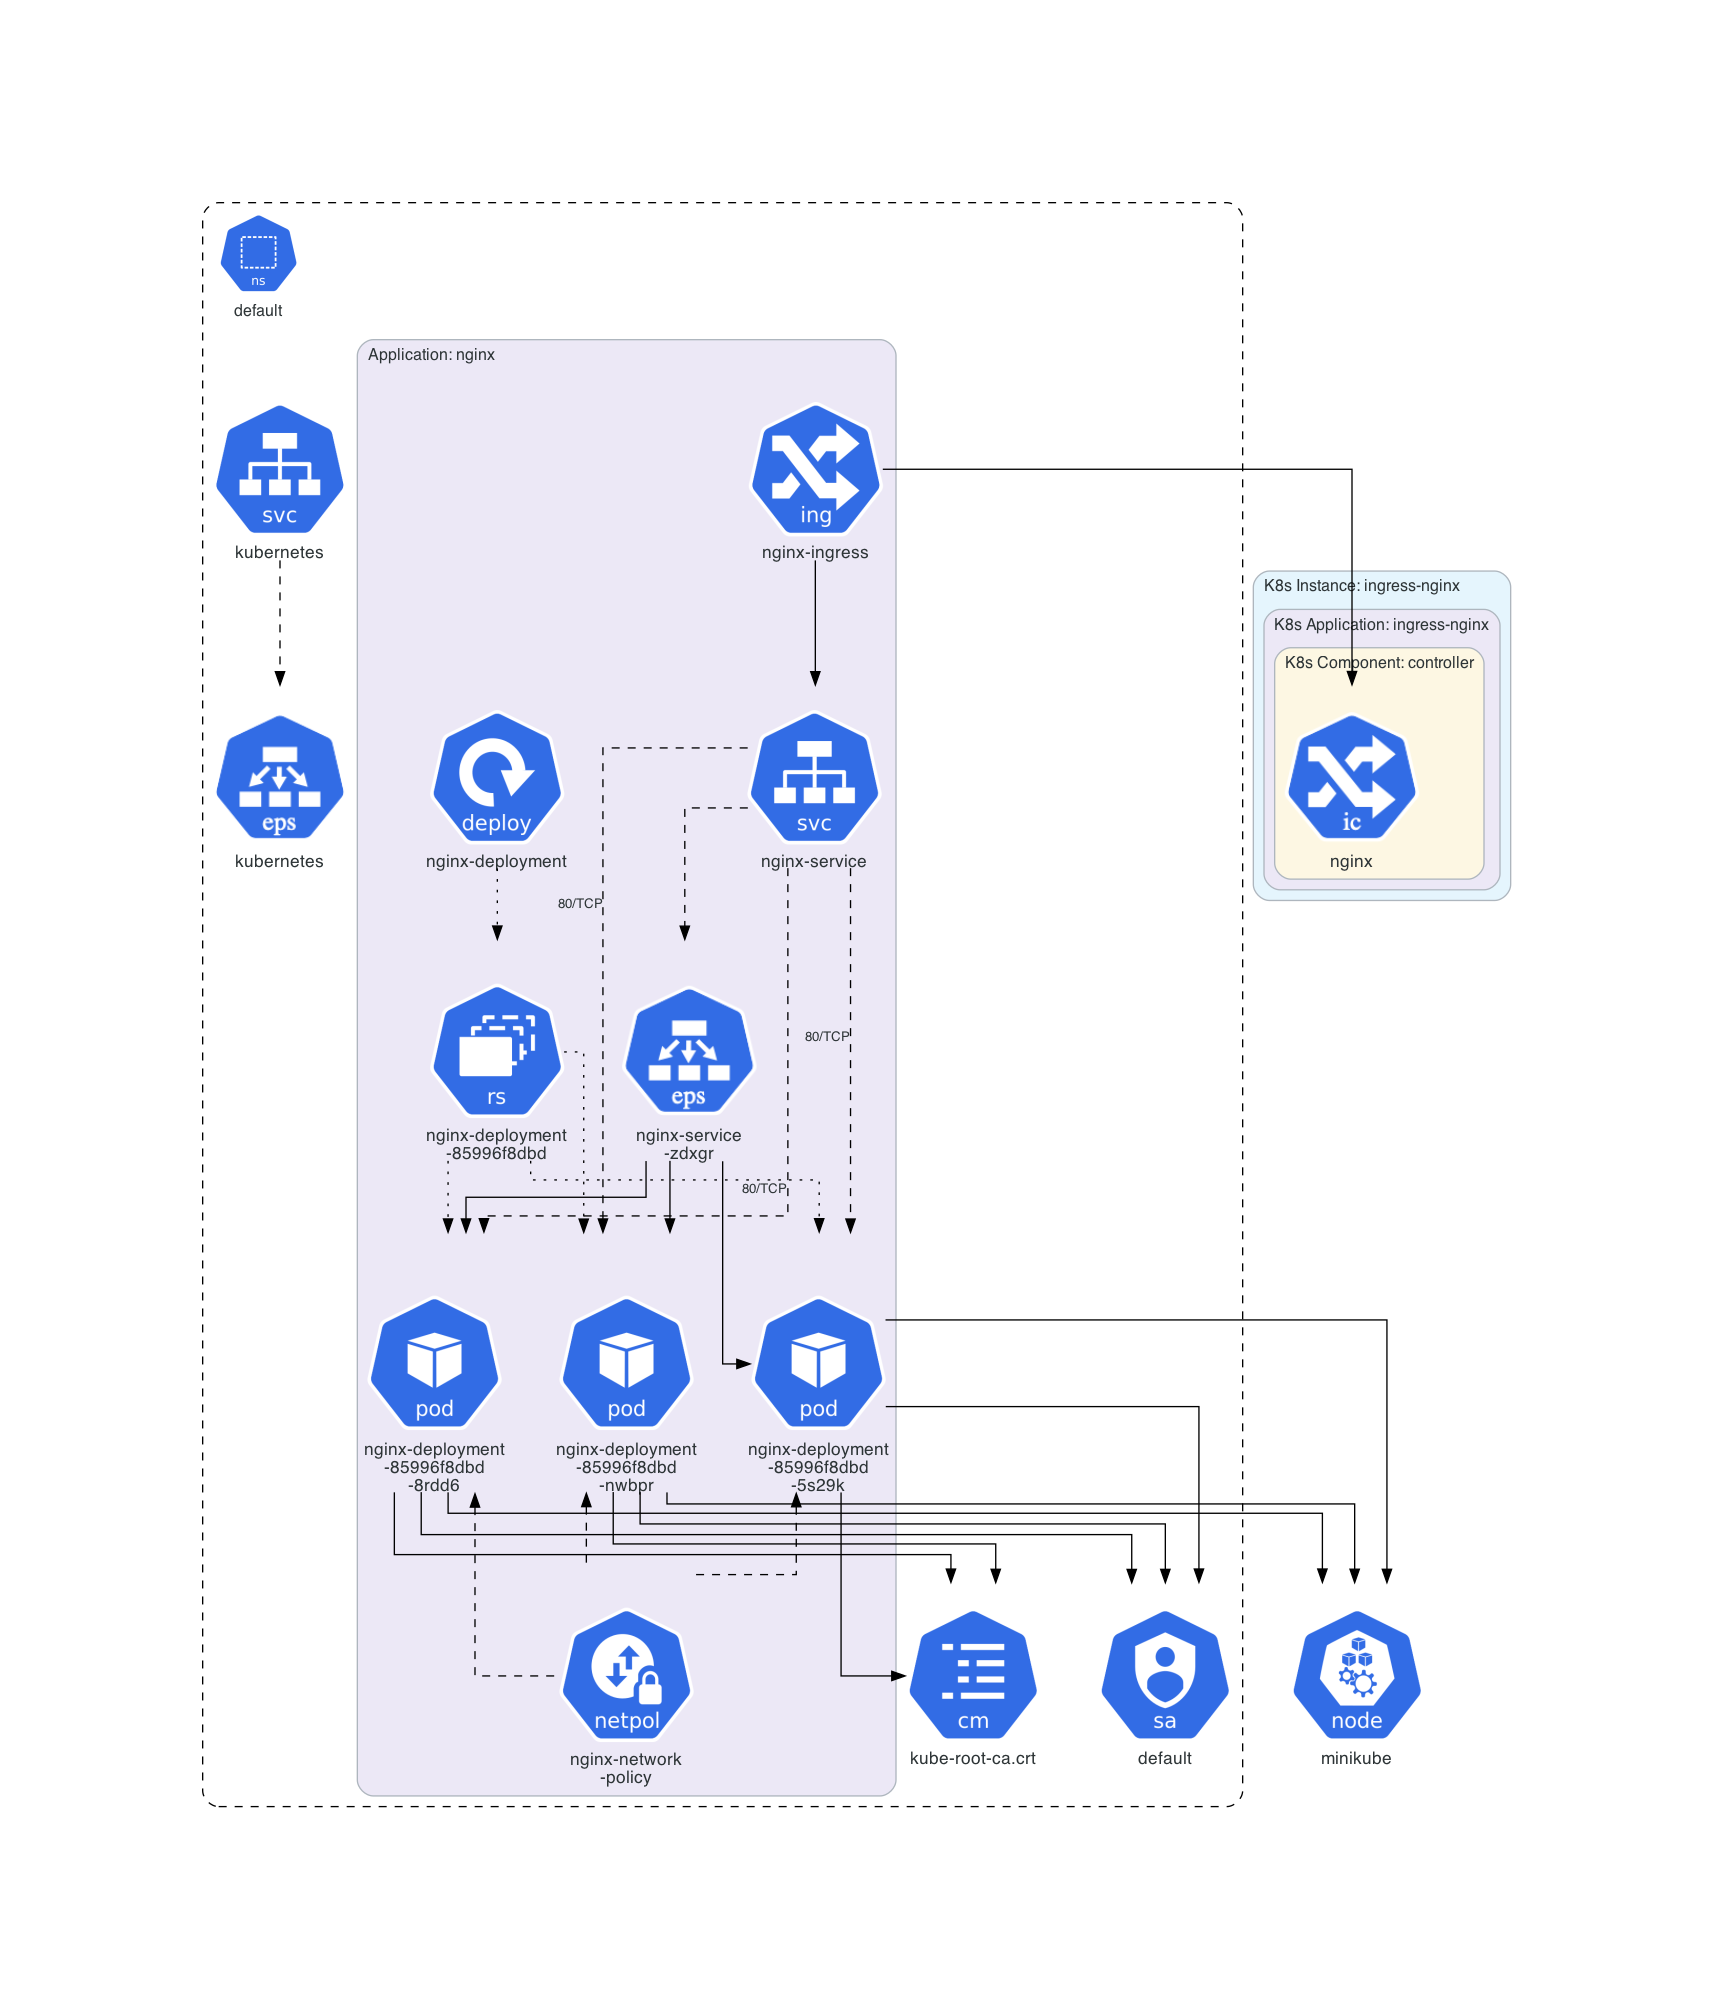 ns
default
Application: nginx
svc
kubernetes
ing
nginx-ingress
K8s Instance: ingress-nginx
K8s Application: ingress-nginx
K8s Component: controller
eps
kubernetes
deploy
nginx-deployment
svc
nginx-service
ic
nginx
80/TCP
80/TCP
rs
nginx-deployment
-85996f8dbd
eps
nginx-service
-zdxgr
80/TCP
pod
nginx-deployment
-85996f8dbd
-8rdd6
pod
nginx-deployment
-85996f8dbd
-nwbpr
pod
nginx-deployment
-85996f8dbd
-5s29k
netpol
nginx-network
-policy
cm
kube-root-ca.crt
sa
default
node
minikube